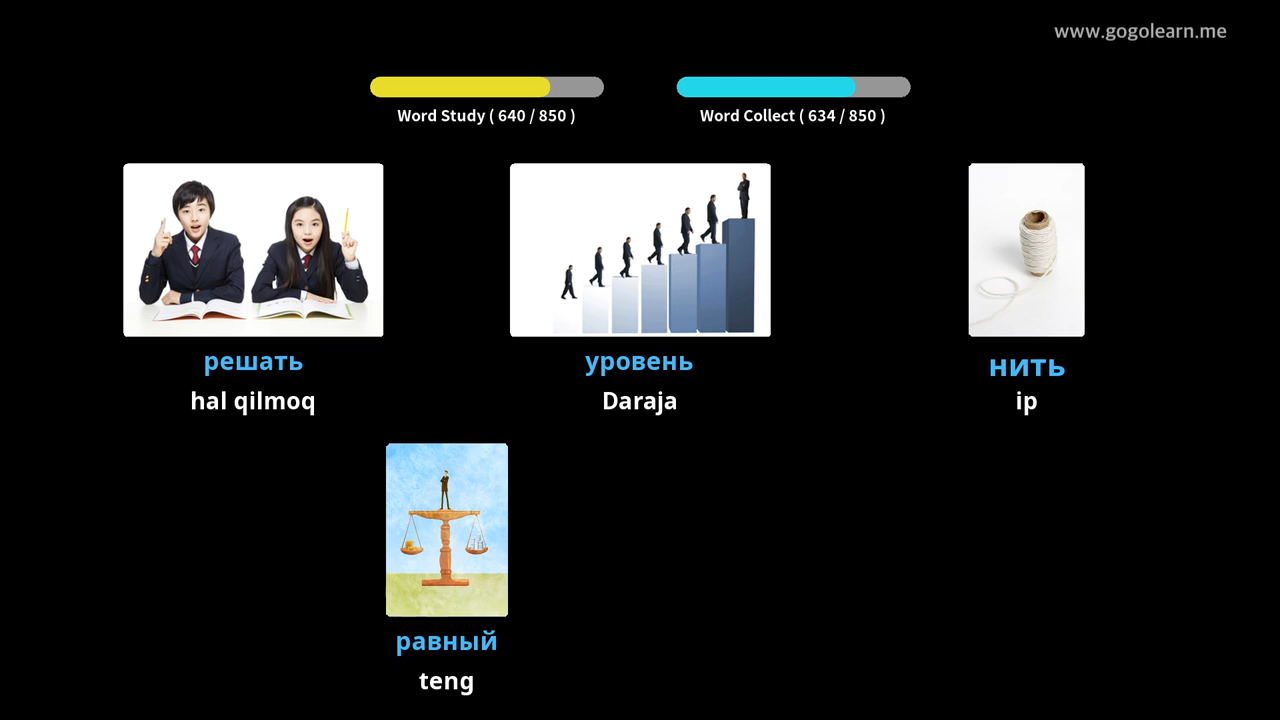 www.gogolearn.me
Word Study ( 640 / 850 )
Word Collect ( 634 / 850 )
решать
hal qilmoq
уровень
Daraja
нить
ip
равный
teng